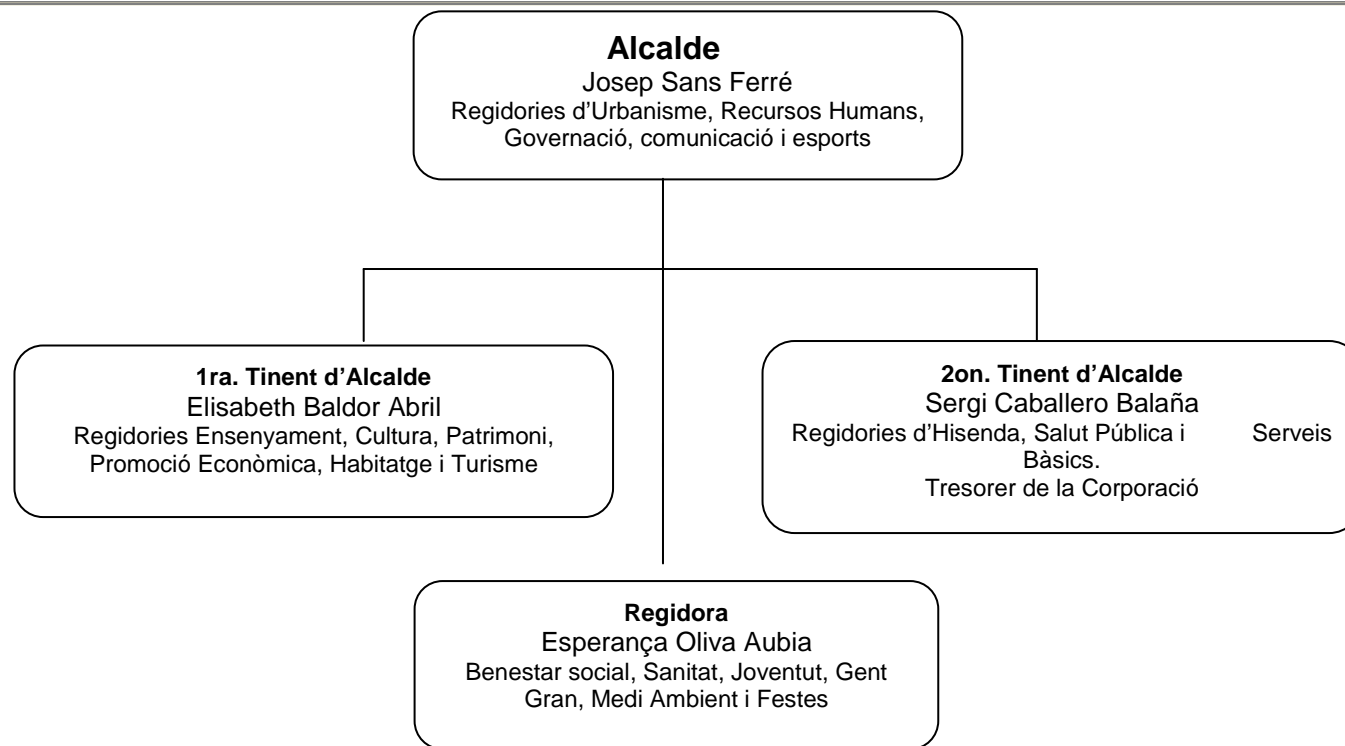 Alcalde
Josep Sans Ferré
Regidories d'Urbanisme, Recursos Humans,
Governació, comunicació i esports
1ra. Tinent d'Alcalde
Elisabeth Baldor Abril
Regidories Ensenyament, Cultura, Patrimoni,
Promoció Econòmica, Habitatge i Turisme
2on. Tinent d'Alcalde
Sergi Caballero Balaña
Regidories d'Hisenda, Salut Pública i Serveis
Bàsics.
Tresorer de la Corporació
Regidora
Esperança Oliva Aubia
Benestar social, Sanitat, Joventut, Gent
Gran, Medi Ambient i Festes